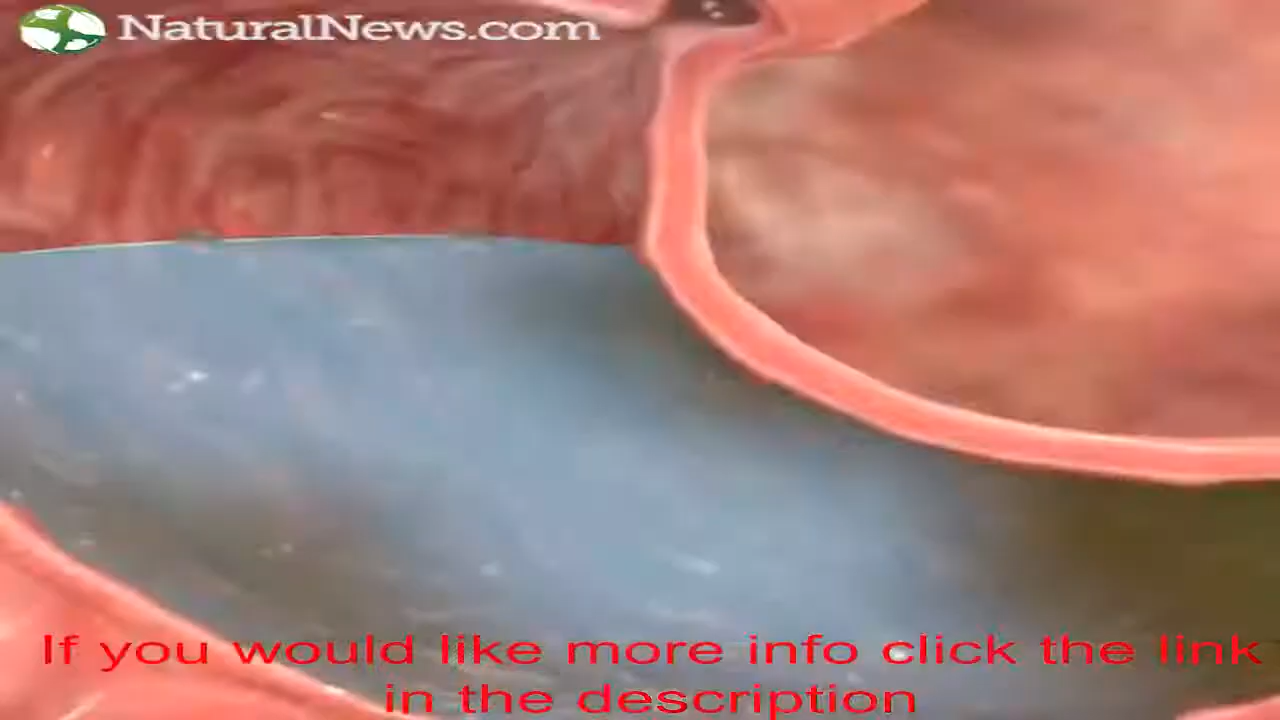 NaturalNews.com
If you would like more info click the link
in the description